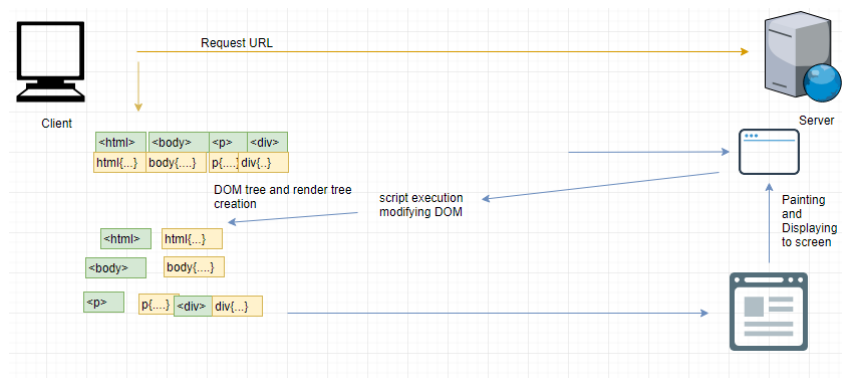 Request URL
Client
Server
<html> <body> <p> <div>
html{...} body{....} p{....} div{..}
DOM tree and render tree
creation
script execution
modifying DOM
Painting
and
Displaying
to screen
<html> html{...}
<body> body{....}
<p> p{....} <div> div{...}